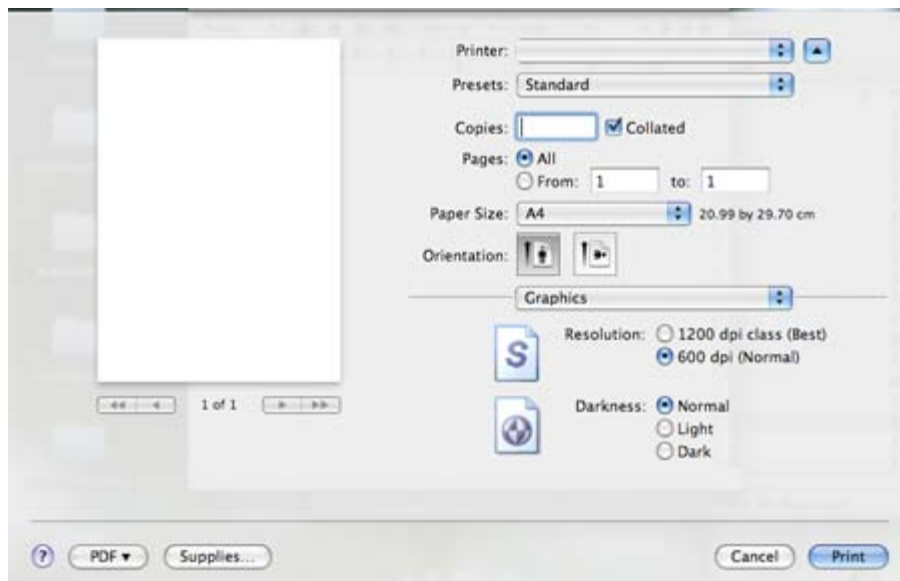 Printer:
Presets: Standard
Copies: Collated
Pages: All
From: 1 to: 1
Paper Size: A4 20.99 by 29.70 cm
Orientation:
Graphics
Resolution: 1200 dpi class (Best)
600 dpi (Normal)
1 of 1
Darkness: Normal
Light
Dark
? PDF Supplies... Cancel Print